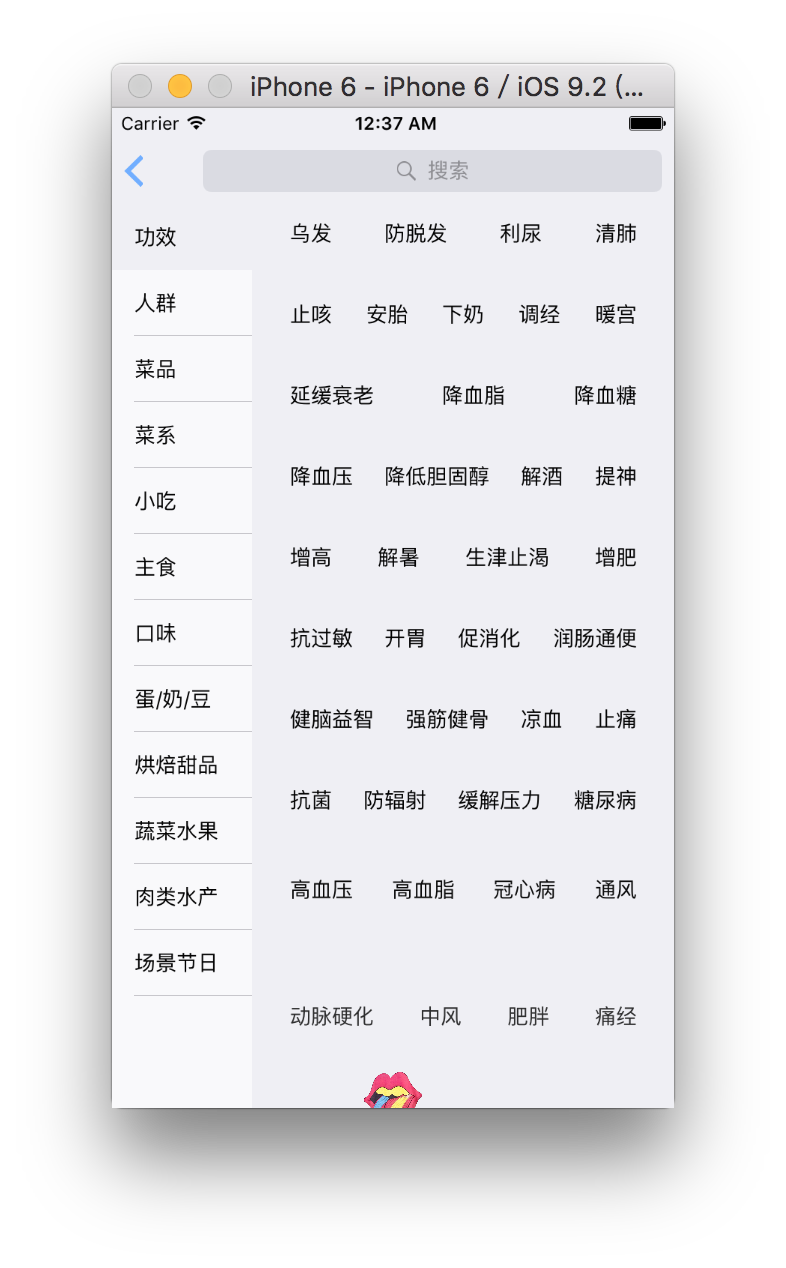 iPhone 6 - iPhone 6 / iOS 9.2 (...
Carrier 12:37 AM
搜索
功效
人群
菜品
菜系
小吃
主食
口味
蛋/奶/豆
烘焙甜品
蔬菜水果
肉类水产
场景节日
乌发 防脱发 利尿 清肺
止咳 安胎 下奶 调经 暖宫
延缓衰老 降血脂 降血糖
降血压 降低胆固醇 解酒 提神
增高 解暑 生津止渴 增肥
抗过敏 开胃 促消化 润肠通便
健脑益智 强筋健骨 凉血 止痛
抗菌 防辐射 缓解压力 糖尿病
高血压 高血脂 冠心病 通风
动脉硬化 中风 肥胖 痛经